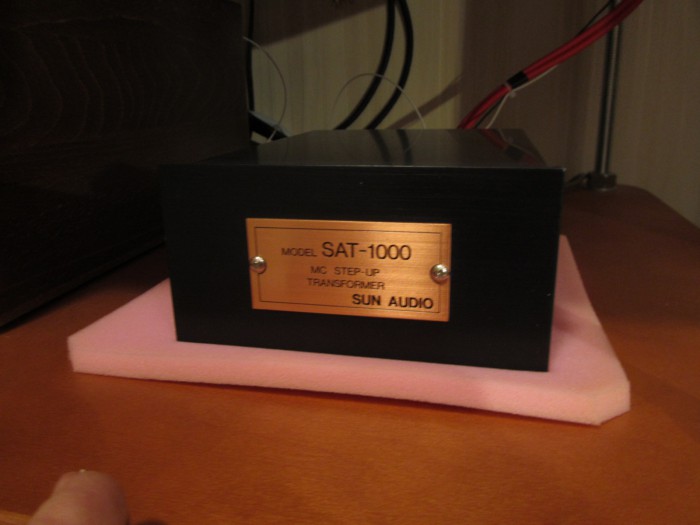 MODEL SAT-1000
MC STEP-UP
TRANSFORMER
SUN AUDIO